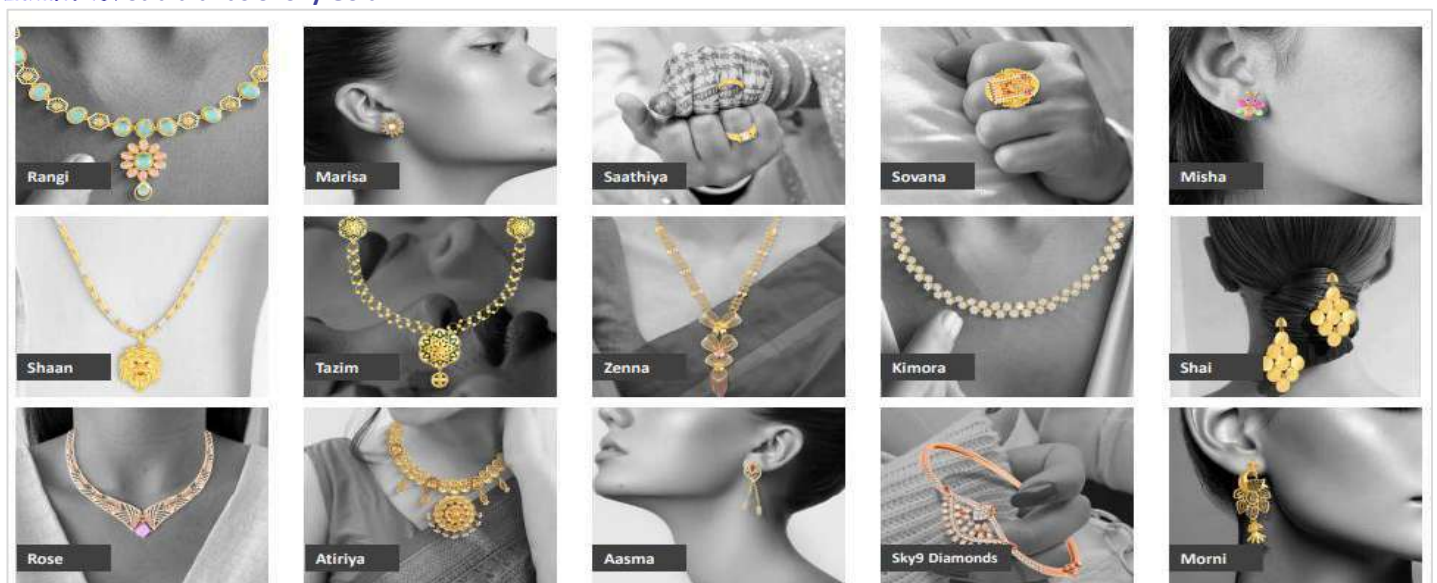 Rangi
Marisa
Saathiya
Sovana
Misha
Shaan
Tazim
Zenna
Kimora
Shai
Rose
Atiriya
Aasma
Sky9 Diamonds
Morni